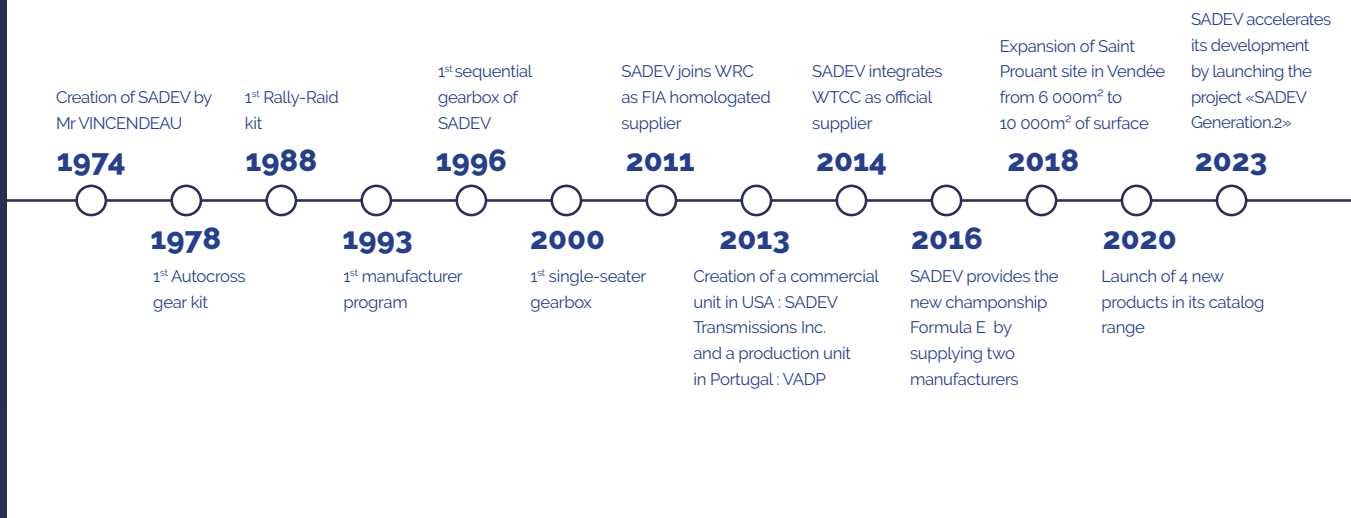 Creation of SADEV by
Mr VINCENDEAU
1974
1978
1st Autocross
gear kit
1st Rally-Raid
kit
1988
1993
1st manufacturer
program
1st sequential
gearbox of
SADEV
1996
2000
1st single-seater
gearbox
SADEV joins WRC
as FIA homologated
supplier
2011
2013
Creation of a commercial
unit in USA : SADEV
Transmissions Inc.
and a production unit
in Portugal : VADP
SADEV integrates
WTCC as official
supplier
2014
2016
SADEV provides the
new champonship
Formula E by
supplying two
manufacturers
Expansion of Saint
Prouant site in Vendée
from 6 000m² to
10 000m² of surface
2018
2020
Launch of 4 new
products in its catalog
range
SADEV accelerates
its development
by launching the
project «SADEV
Generation.2»
2023